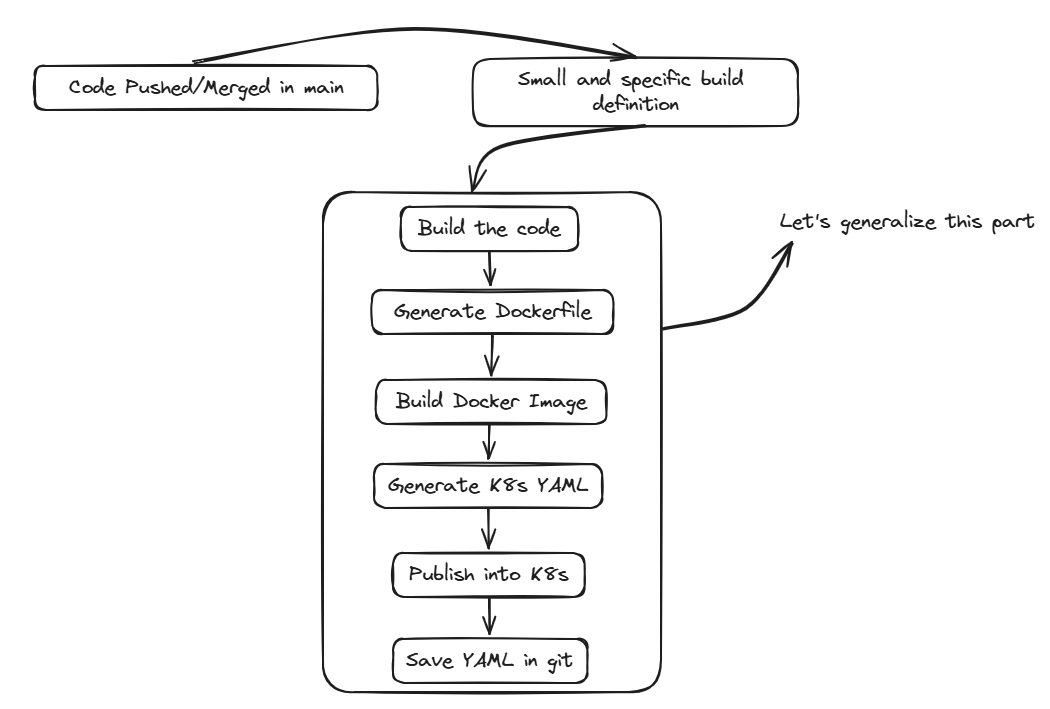 Code Pushed/Merged in main
Small and specific build
definition
Build the code
Let's generalize this part
Generate Dockerfile
Build Docker Image
Generate K8s YAML
Publish into K8s
Save YAML in git